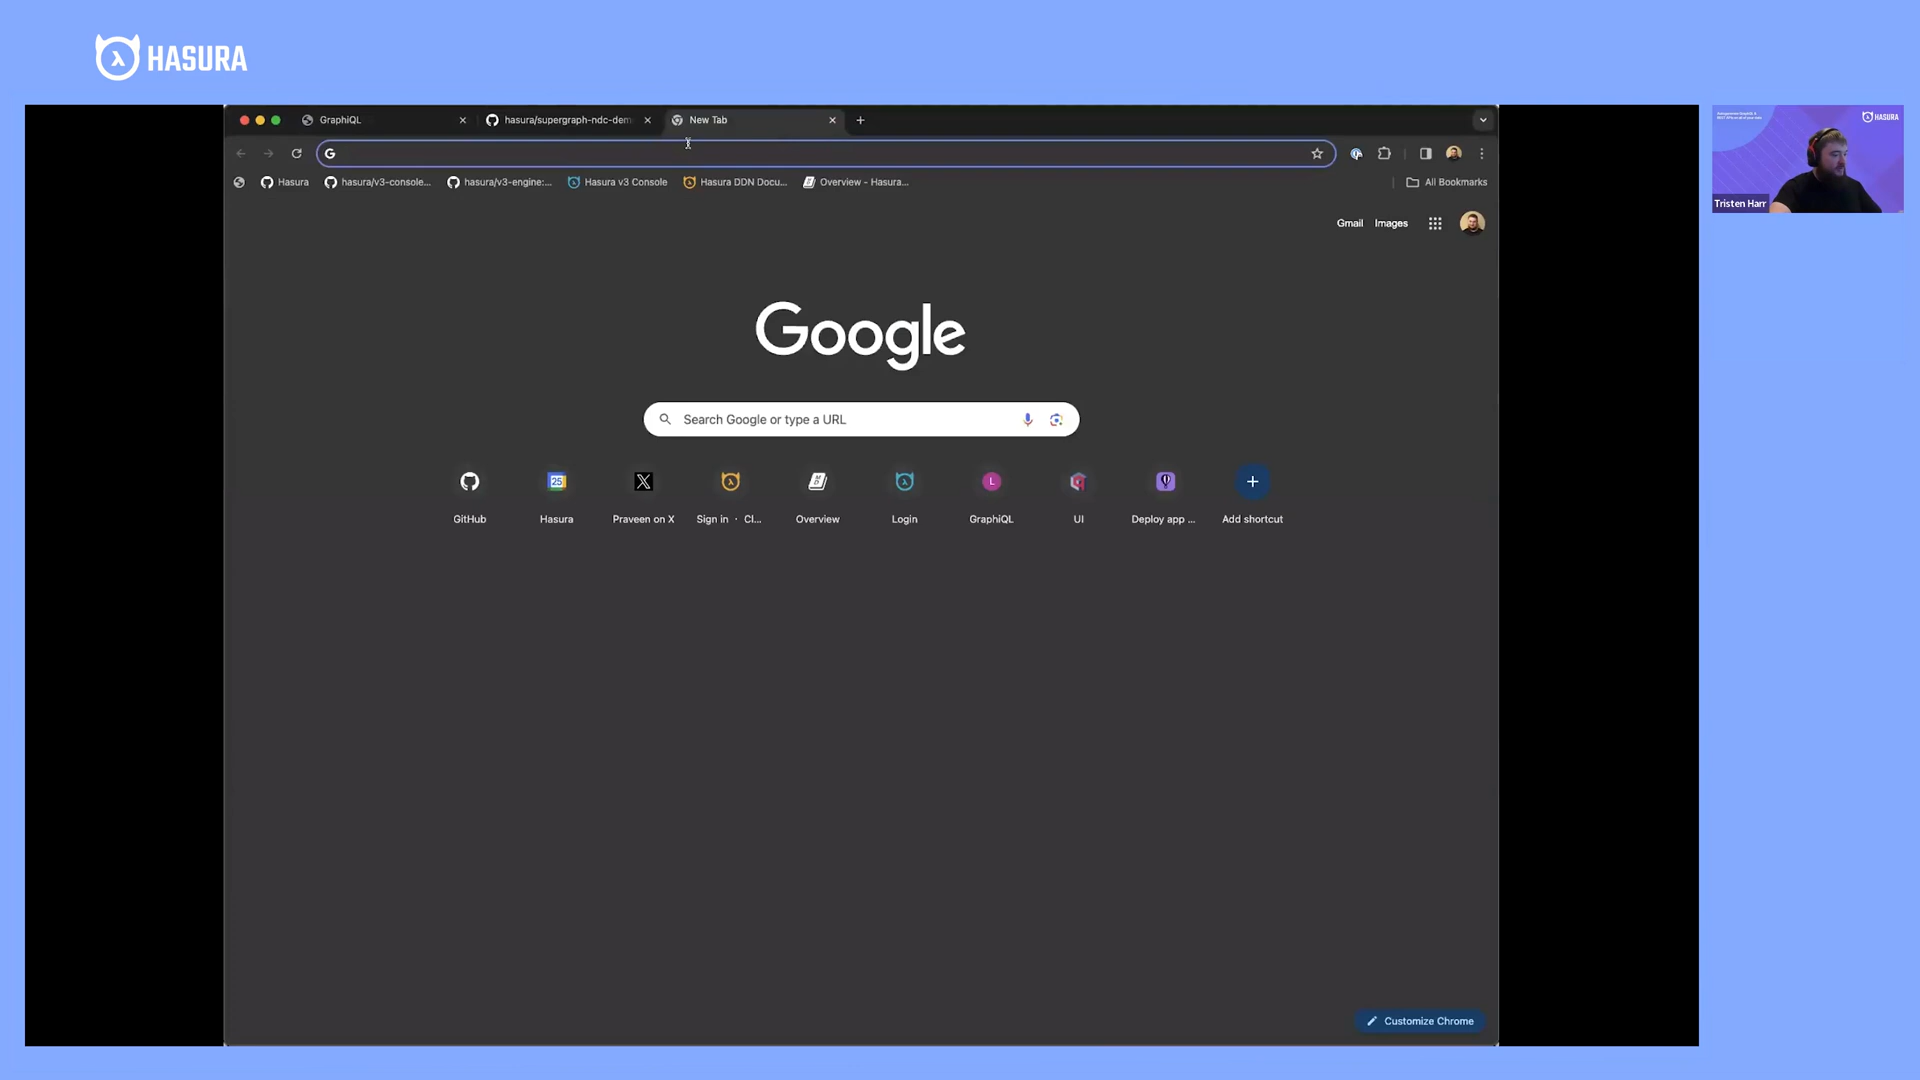 HASURA
GraphiQL
hasura/supergraph-ndc-dem
New Tab
Hasura
hasura/v3-console...
hasura/v3-engine:...
Hasura v3 Console
Hasura DDN Docu...
Overview - Hasura...
All Bookmarks
Gmail
Images
Google
Search Google or type a URL
25
L
GitHub
Hasura
Praveen on X
Sign in · Cl...
Overview
Login
GraphiQL
UI
Deploy app ...
Add shortcut
Customize Chrome
HASURA
Tristen Harr